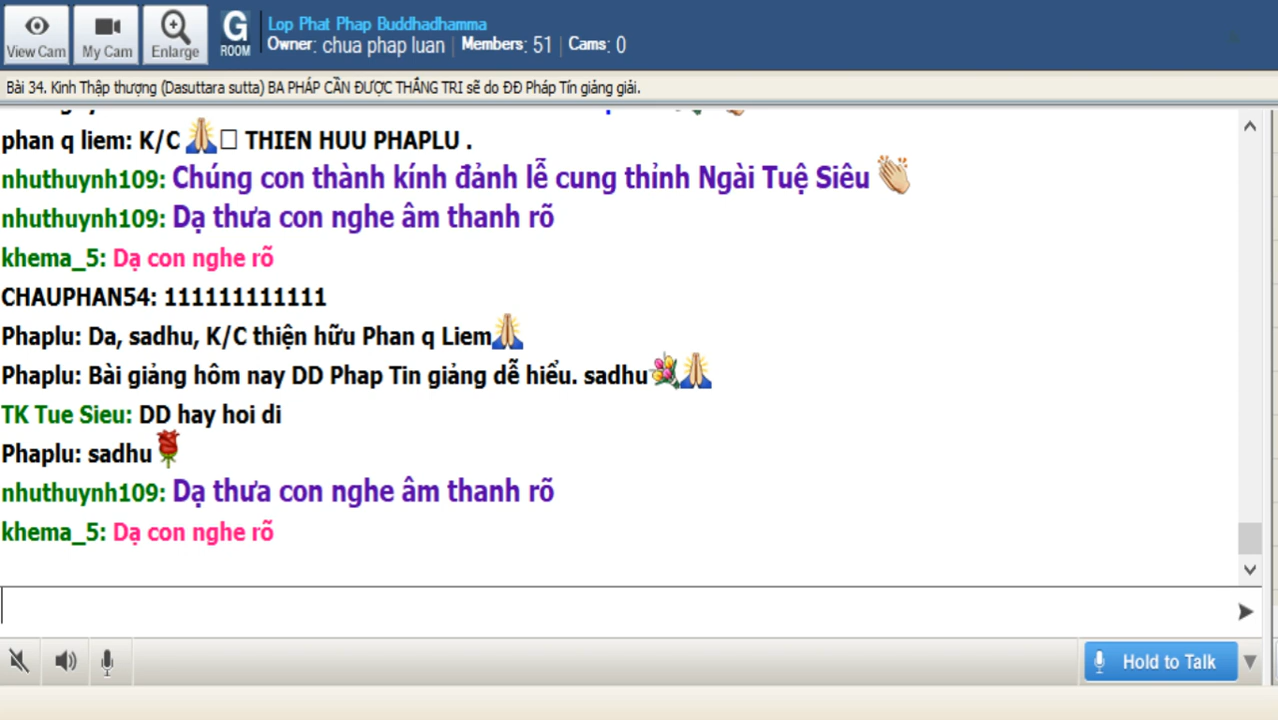 View Cam
My Cam
Enlarge
G
ROOM
Lop Phat Phap Buddhadhamma
Owner: chua phap luan | Members: 51 | Cams: 0
Bài 34. Kinh Thập thượng (Dasuttara sutta) BA PHÁP CẦN ĐƯỢC THẮNG TRI sẽ do ĐĐ Pháp Tín giảng giải.
phan q liem: K/C 🙏□ THIEN HUU PHAPLU .
nhuthuynh109: Chúng con thành kính đảnh lễ cung thỉnh Ngài Tuệ Siêu 👏
nhuthuynh109: Dạ thưa con nghe âm thanh rõ
khema_5: Dạ con nghe rõ
CHAUPHAN54: 111111111111
Phaplu: Da, sadhu, K/C thiện hữu Phan q Liem🙏
Phaplu: Bài giảng hôm nay DD Phap Tin giảng dễ hiểu. sadhu💐🙏
TK Tue Sieu: DD hay hoi di
Phaplu: sadhu🌹
nhuthuynh109: Dạ thưa con nghe âm thanh rõ
khema_5: Dạ con nghe rõ
Hold to Talk